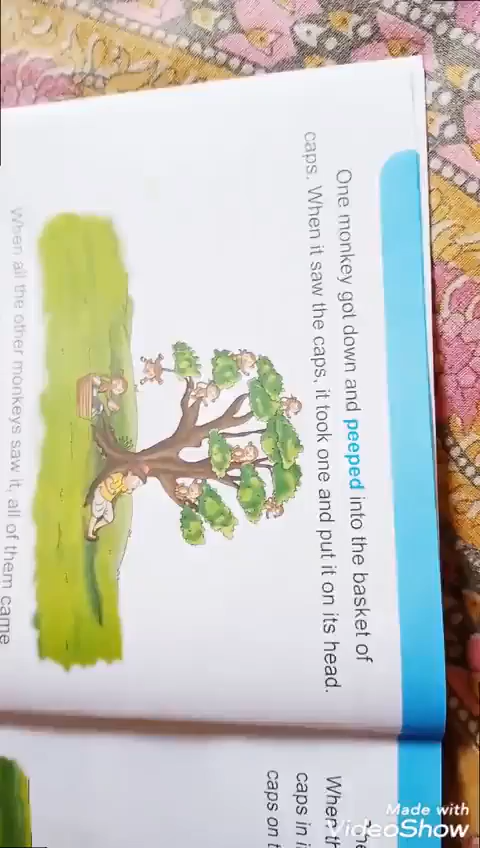 One monkey got down and peeped into the basket of
caps. When it saw the caps, it took one and put it on its head.
When all the other monkeys saw it, all of them came
When
caps in
caps on
Made with
VideoShow